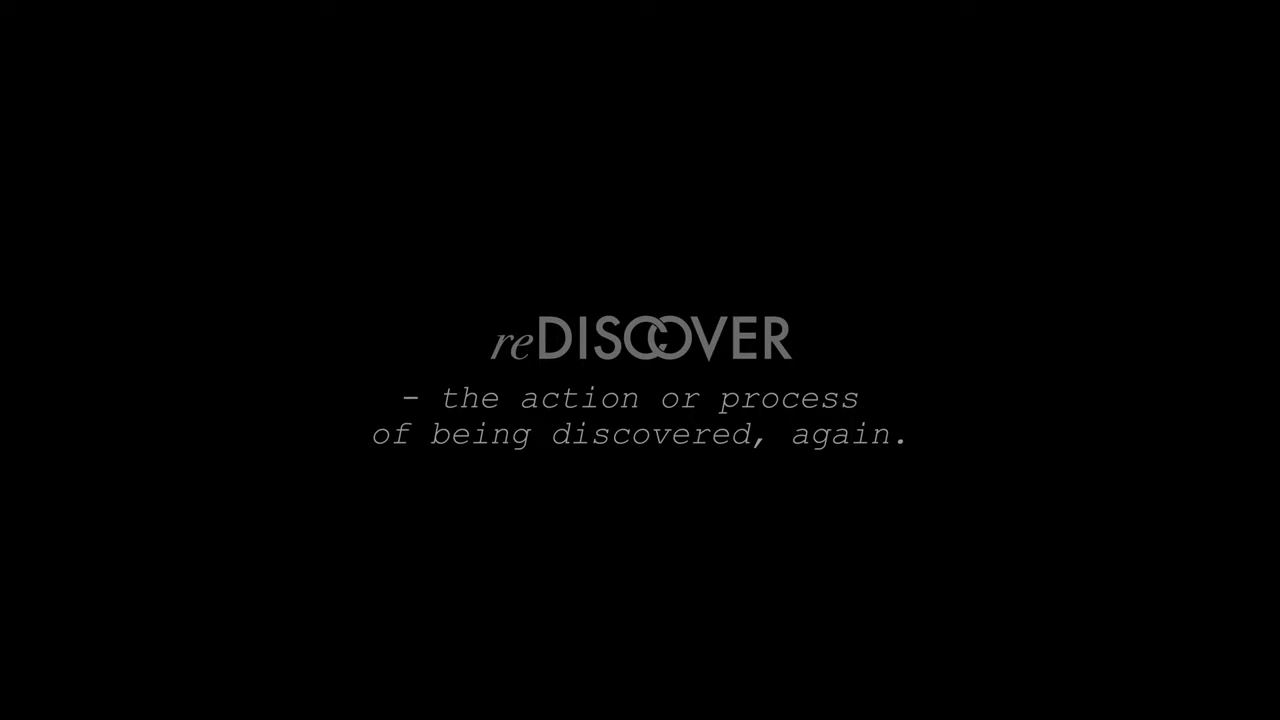 reDISCOVER
- the action or process
of being discovered, again.